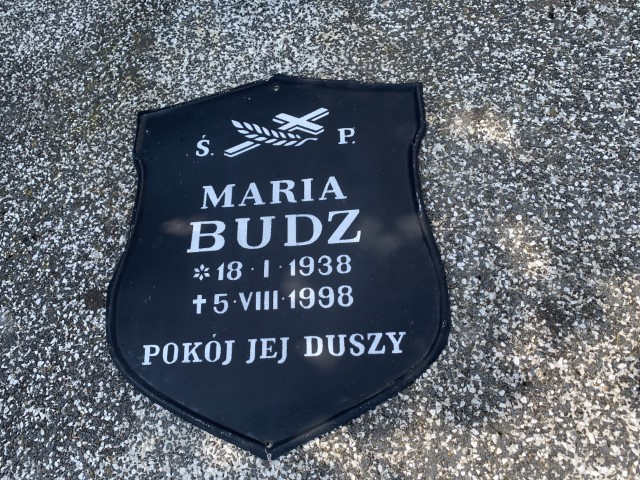 Ś. P.
MARIA
BUDZ
✲ 18 · I · 1938
✝ 5 · VIII · 1998
POKÓJ JEJ DUSZY